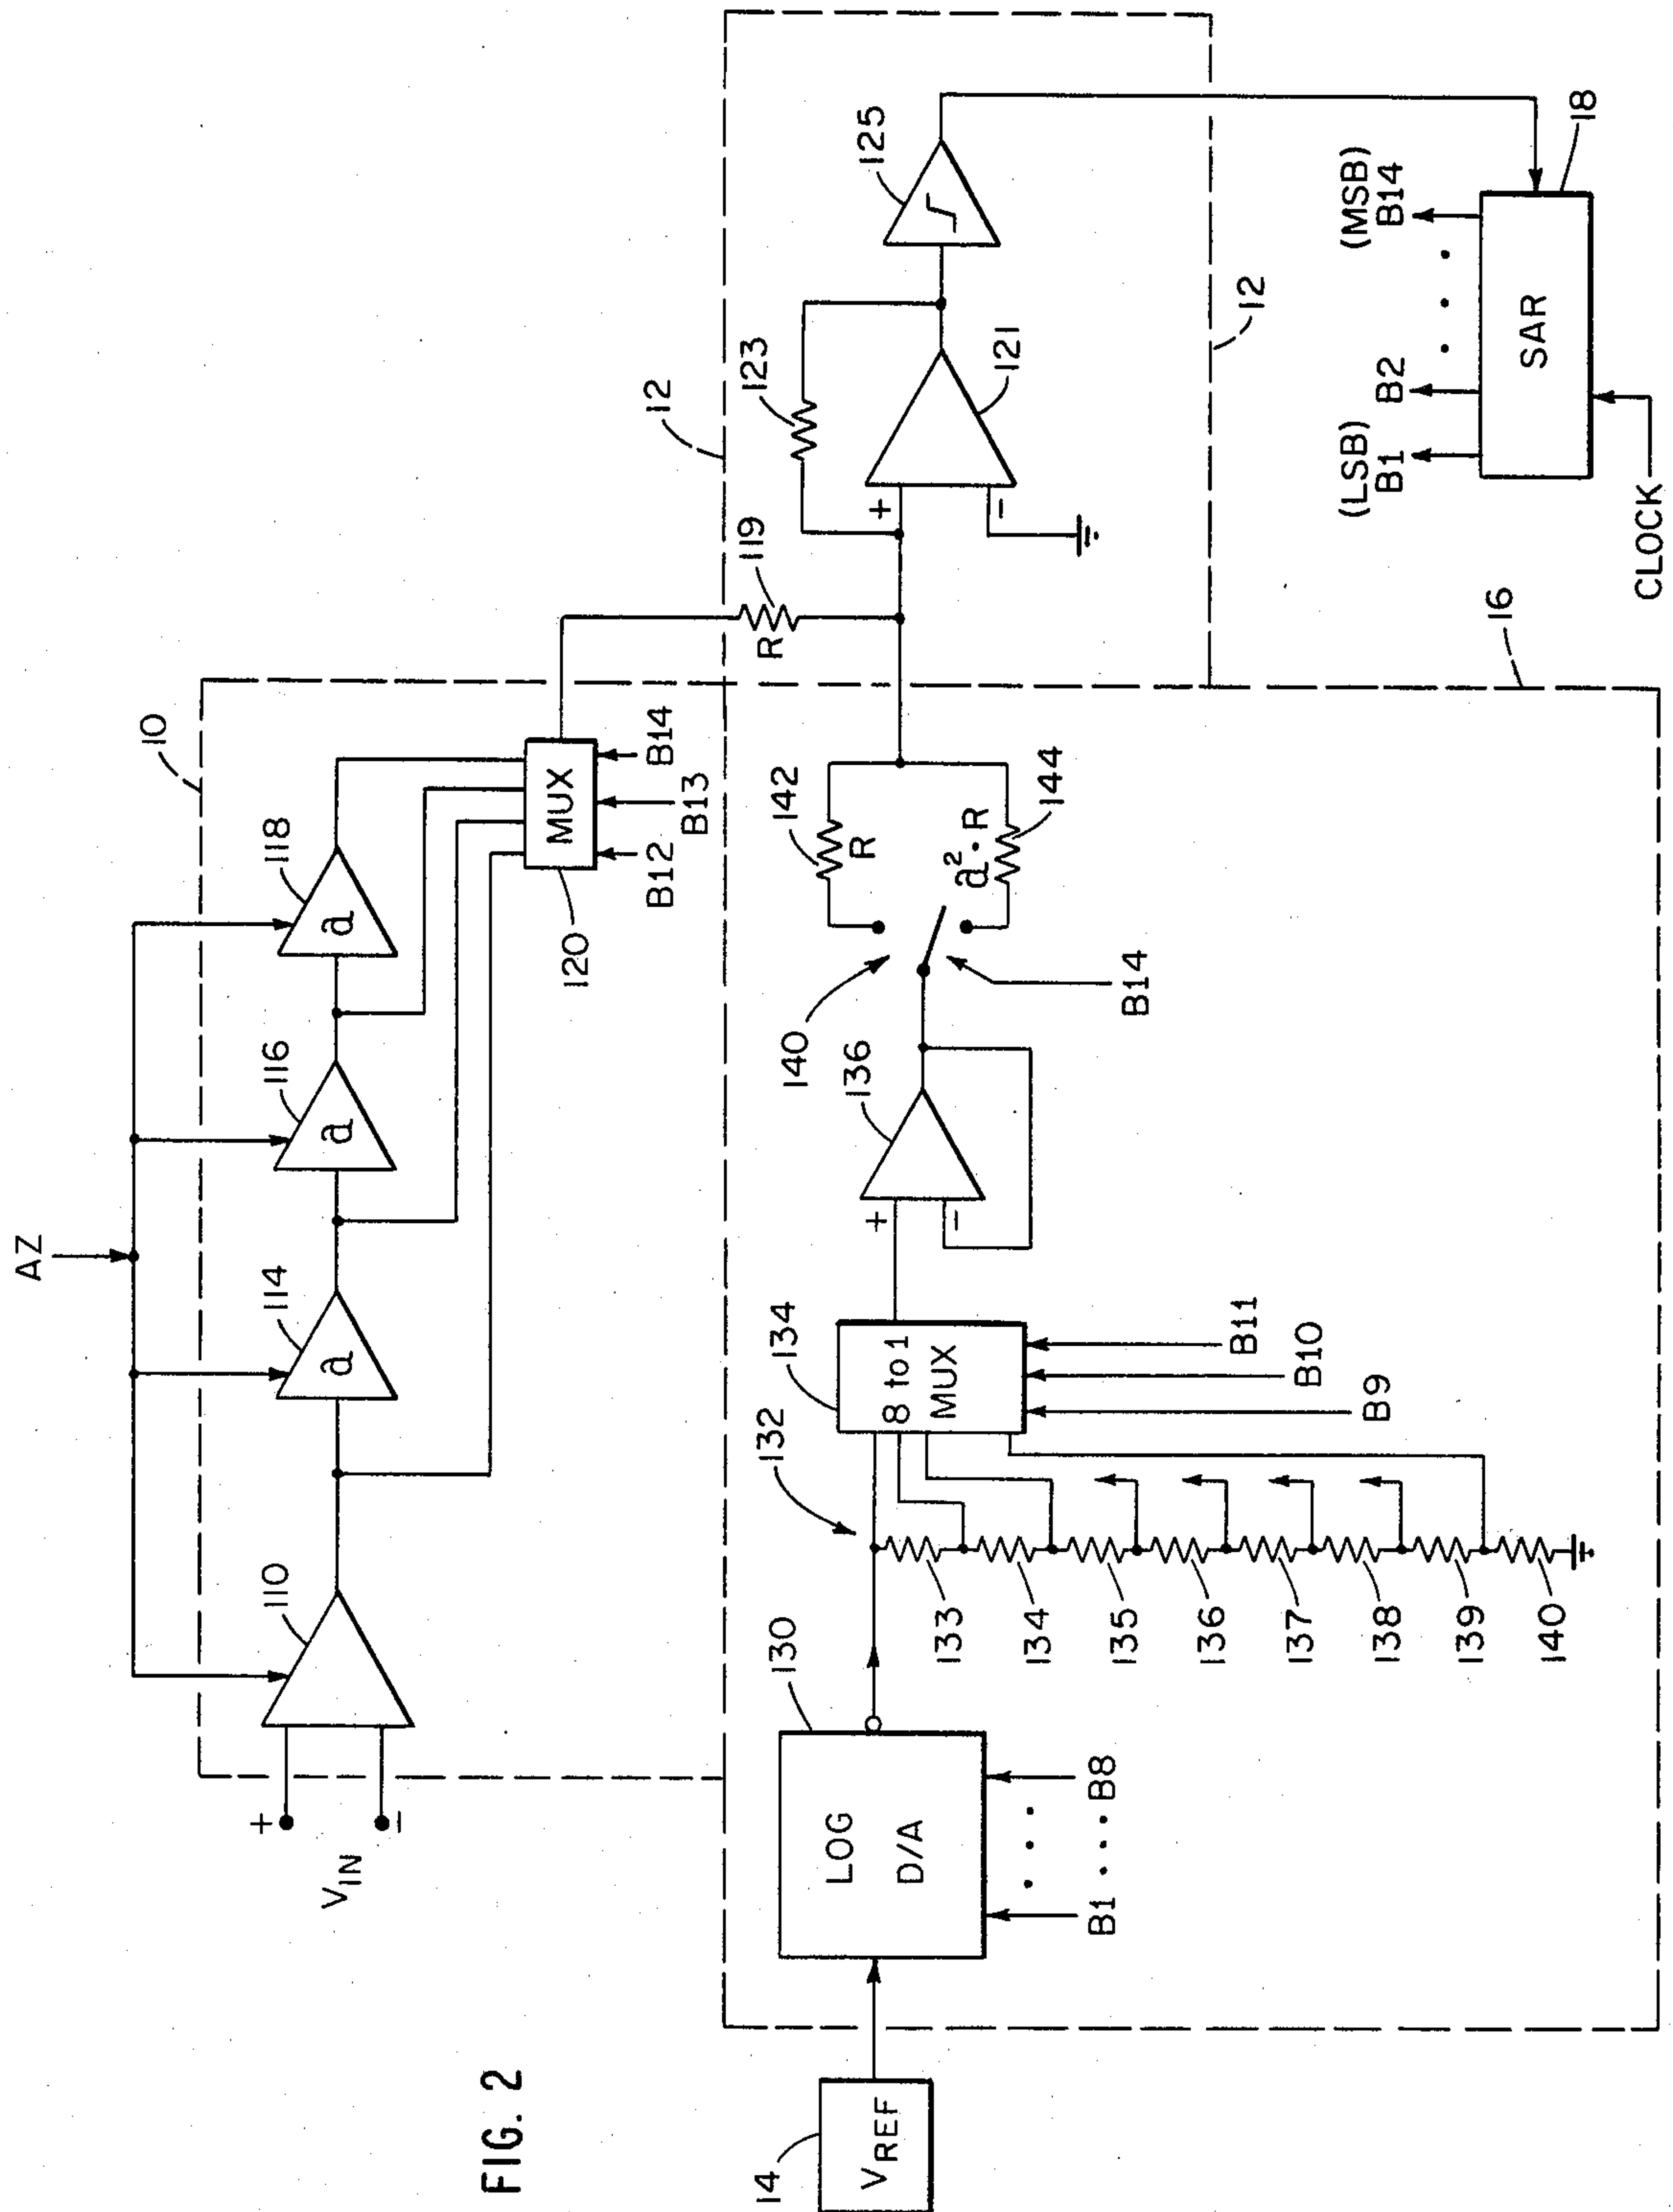 FIG. 2
AZ
10
110
114
116
118
a
a
a
+
VIN
−
MUX
120
B12
B13
B14
119
R
12
123
125
+
−
121
12
14
VREF
130
LOG
D/A
B1 .... B8
132
134
8 to 1
MUX
B9
B10
B11
133
134
135
136
137
138
139
140
136
+
−
140
B14
142
R
a²·R
144
16
(LSB)
B1
B2
(MSB)
B14
SAR
18
CLOCK